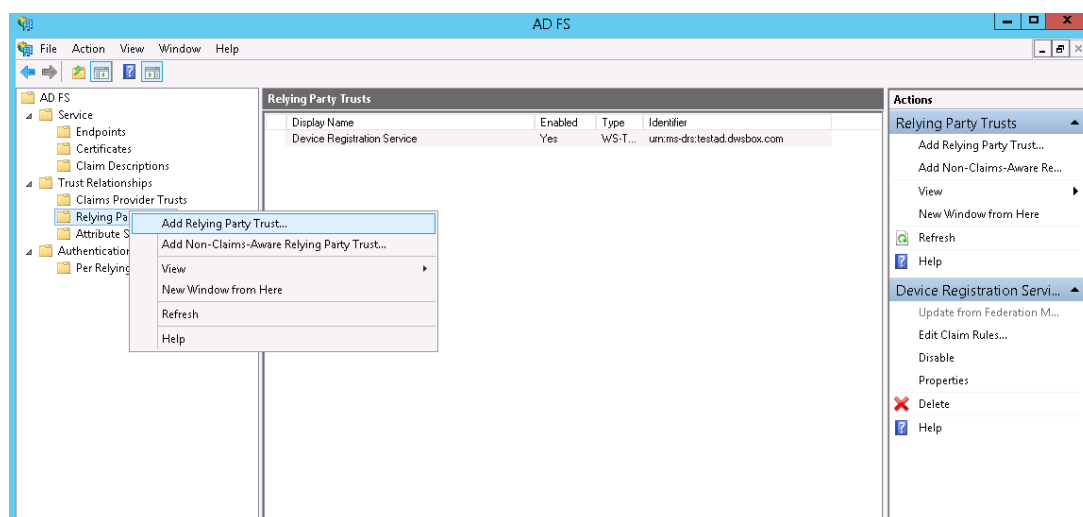 AD FS
File Action View Window Help
AD FS
Service
Endpoints
Certificates
Claim Descriptions
Trust Relationships
Claims Provider Trusts
Relying Pa
Attribute S
Authentication
Per Relying
Add Relying Party Trust...
Add Non-Claims-Aware Relying Party Trust...
View
New Window from Here
Refresh
Help
Relying Party Trusts
Display Name Enabled Type Identifier
Device Registration Service Yes WS-T... urn:ms-drs:testad.dwsbox.com
Actions
Relying Party Trusts
Add Relying Party Trust...
Add Non-Claims-Aware Re...
View
New Window from Here
Refresh
Help
Device Registration Servi...
Update from Federation M...
Edit Claim Rules...
Disable
Properties
Delete
Help